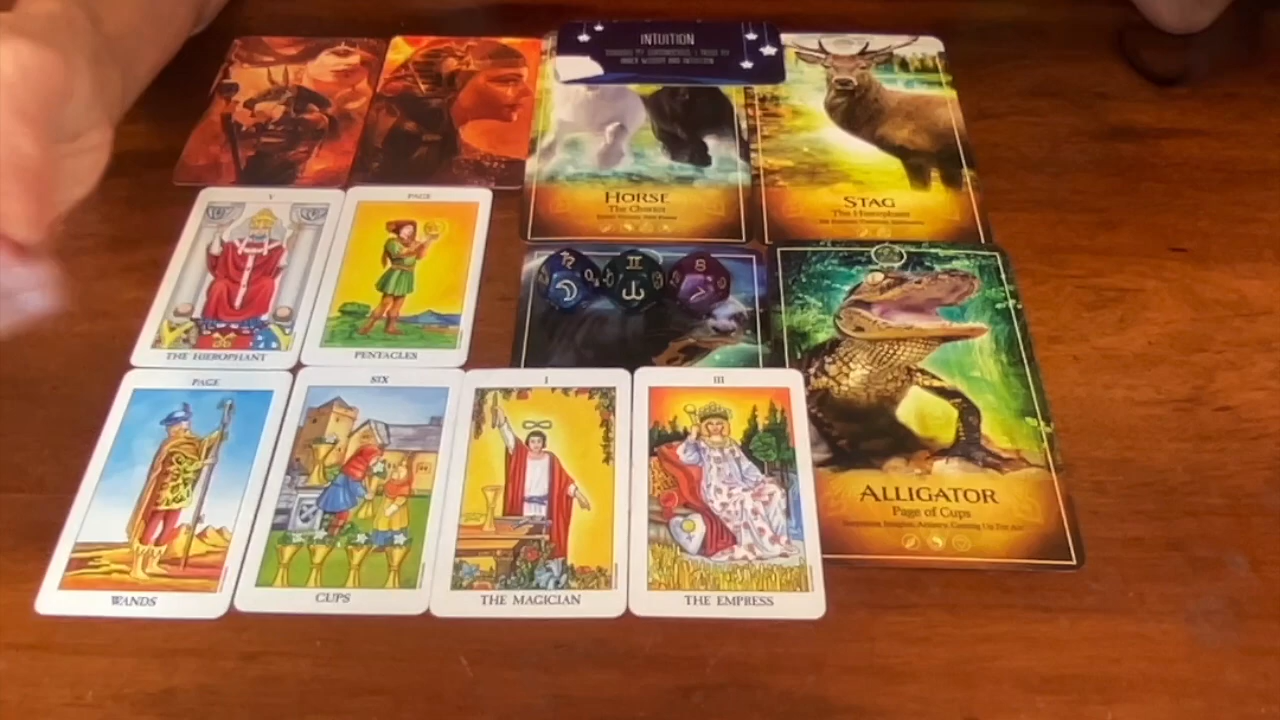 INTUITION
HORSE
The Chariot
STAG
The Hierophant
V
THE HIEROPHANT
PAGE
PENTACLES
ALLIGATOR
Page of Cups
PAGE
WANDS
SIX
CUPS
I
THE MAGICIAN
III
THE EMPRESS